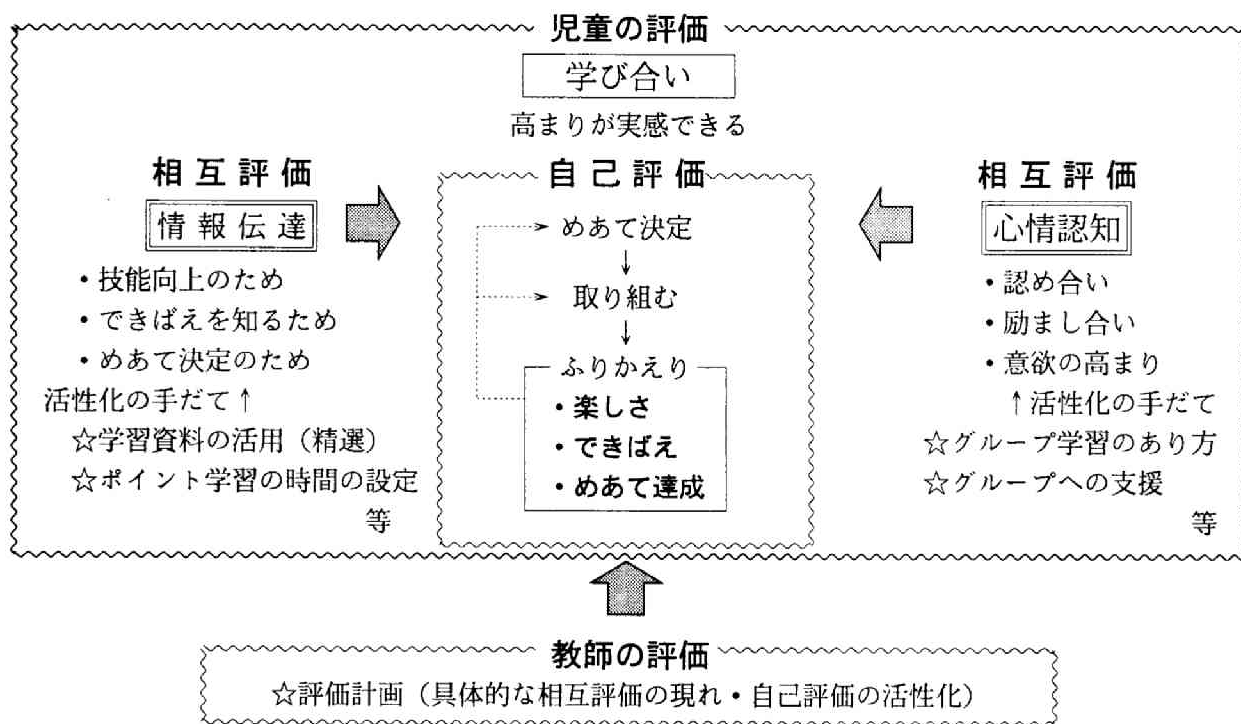 児童の評価
学び合い
高まりが実感できる
相互評価
情報伝達
・技能向上のため
・できばえを知るため
・めあて決定のため
活性化の手だて↑
☆学習資料の活用（精選）
☆ポイント学習の時間の設定
等
自己評価
めあて決定
↓
取り組む
↓
ふりかえり
・楽しさ
・できばえ
・めあて達成
相互評価
心情認知
・認め合い
・励まし合い
・意欲の高まり
↑活性化の手だて
☆グループ学習のあり方
☆グループへの支援
等
教師の評価
☆評価計画（具体的な相互評価の現れ・自己評価の活性化）